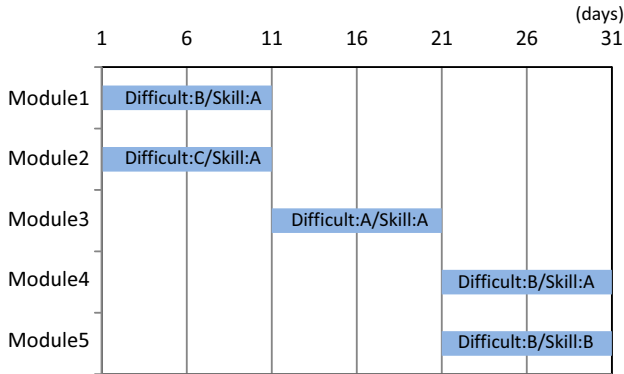 (days)
1 6 11 16 21 26 31
Module1 Difficult:B/Skill:A
Module2 Difficult:C/Skill:A
Module3 Difficult:A/Skill:A
Module4 Difficult:B/Skill:A
Module5 Difficult:B/Skill:B